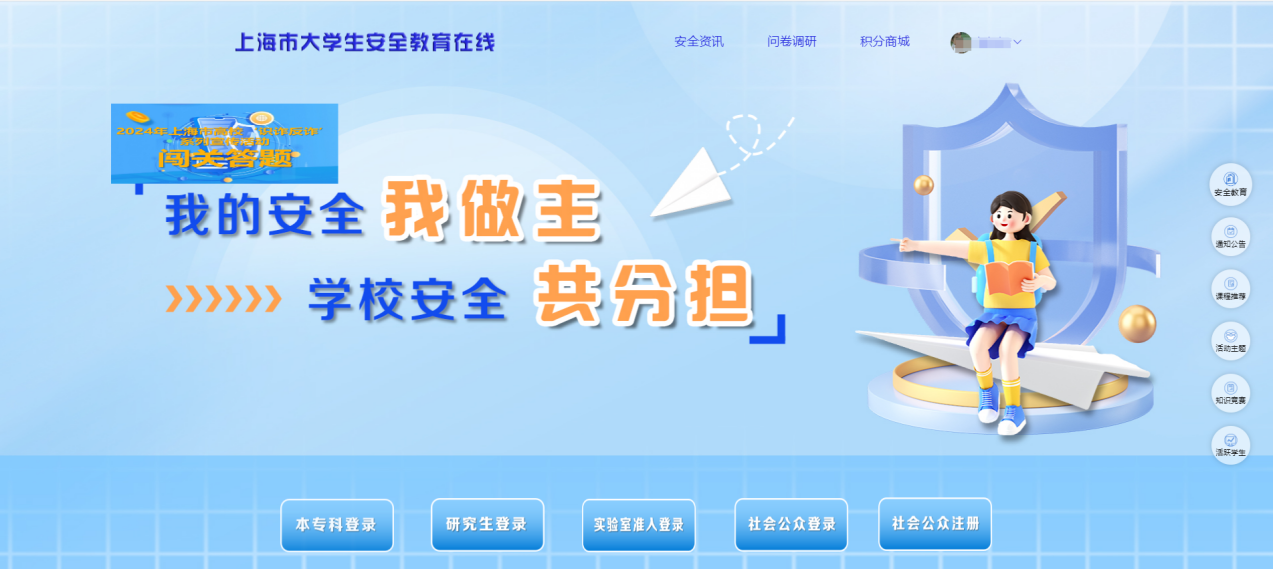 上海市大学生安全教育在线
安全资讯
问卷调研
积分商城
2024年上海市高校“识诈反诈”
系列宣传活动
闯关答题
我的安全 我做主
学校安全 共分担
安全教育
通知公告
课程推荐
活动主题
知识竞赛
活跃学生
本专科登录
研究生登录
实验室准入登录
社会公众登录
社会公众注册